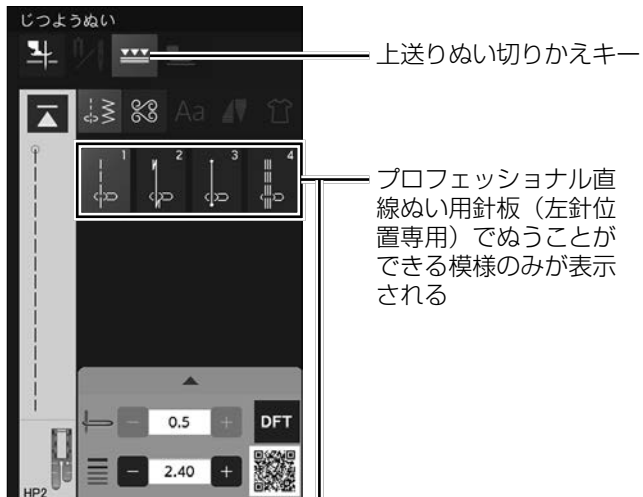 じつようぬい
上送りぬい切りかえキー
Aa
1 2 3 4
プロフェッショナル直
線ぬい用針板（左針位
置専用）でぬうことが
できる模様のみが表示
される
0.5 DFT
2.40
HP2